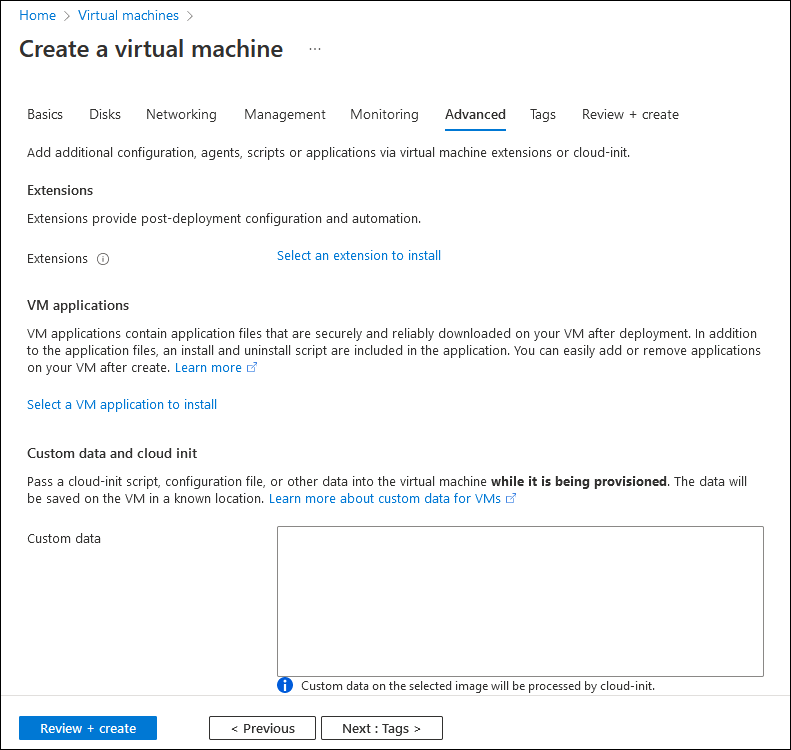 Home > Virtual machines >
Create a virtual machine ...
Basics Disks Networking Management Monitoring Advanced Tags Review + create
Add additional configuration, agents, scripts or applications via virtual machine extensions or cloud-init.
Extensions
Extensions provide post-deployment configuration and automation.
Extensions
Select an extension to install
VM applications
VM applications contain application files that are securely and reliably downloaded on your VM after deployment. In addition
to the application files, an install and uninstall script are included in the application. You can easily add or remove applications
on your VM after create. Learn more
Select a VM application to install
Custom data and cloud init
Pass a cloud-init script, configuration file, or other data into the virtual machine while it is being provisioned. The data will
be saved on the VM in a known location. Learn more about custom data for VMs
Custom data
Custom data on the selected image will be processed by cloud-init.
Review + create < Previous Next : Tags >